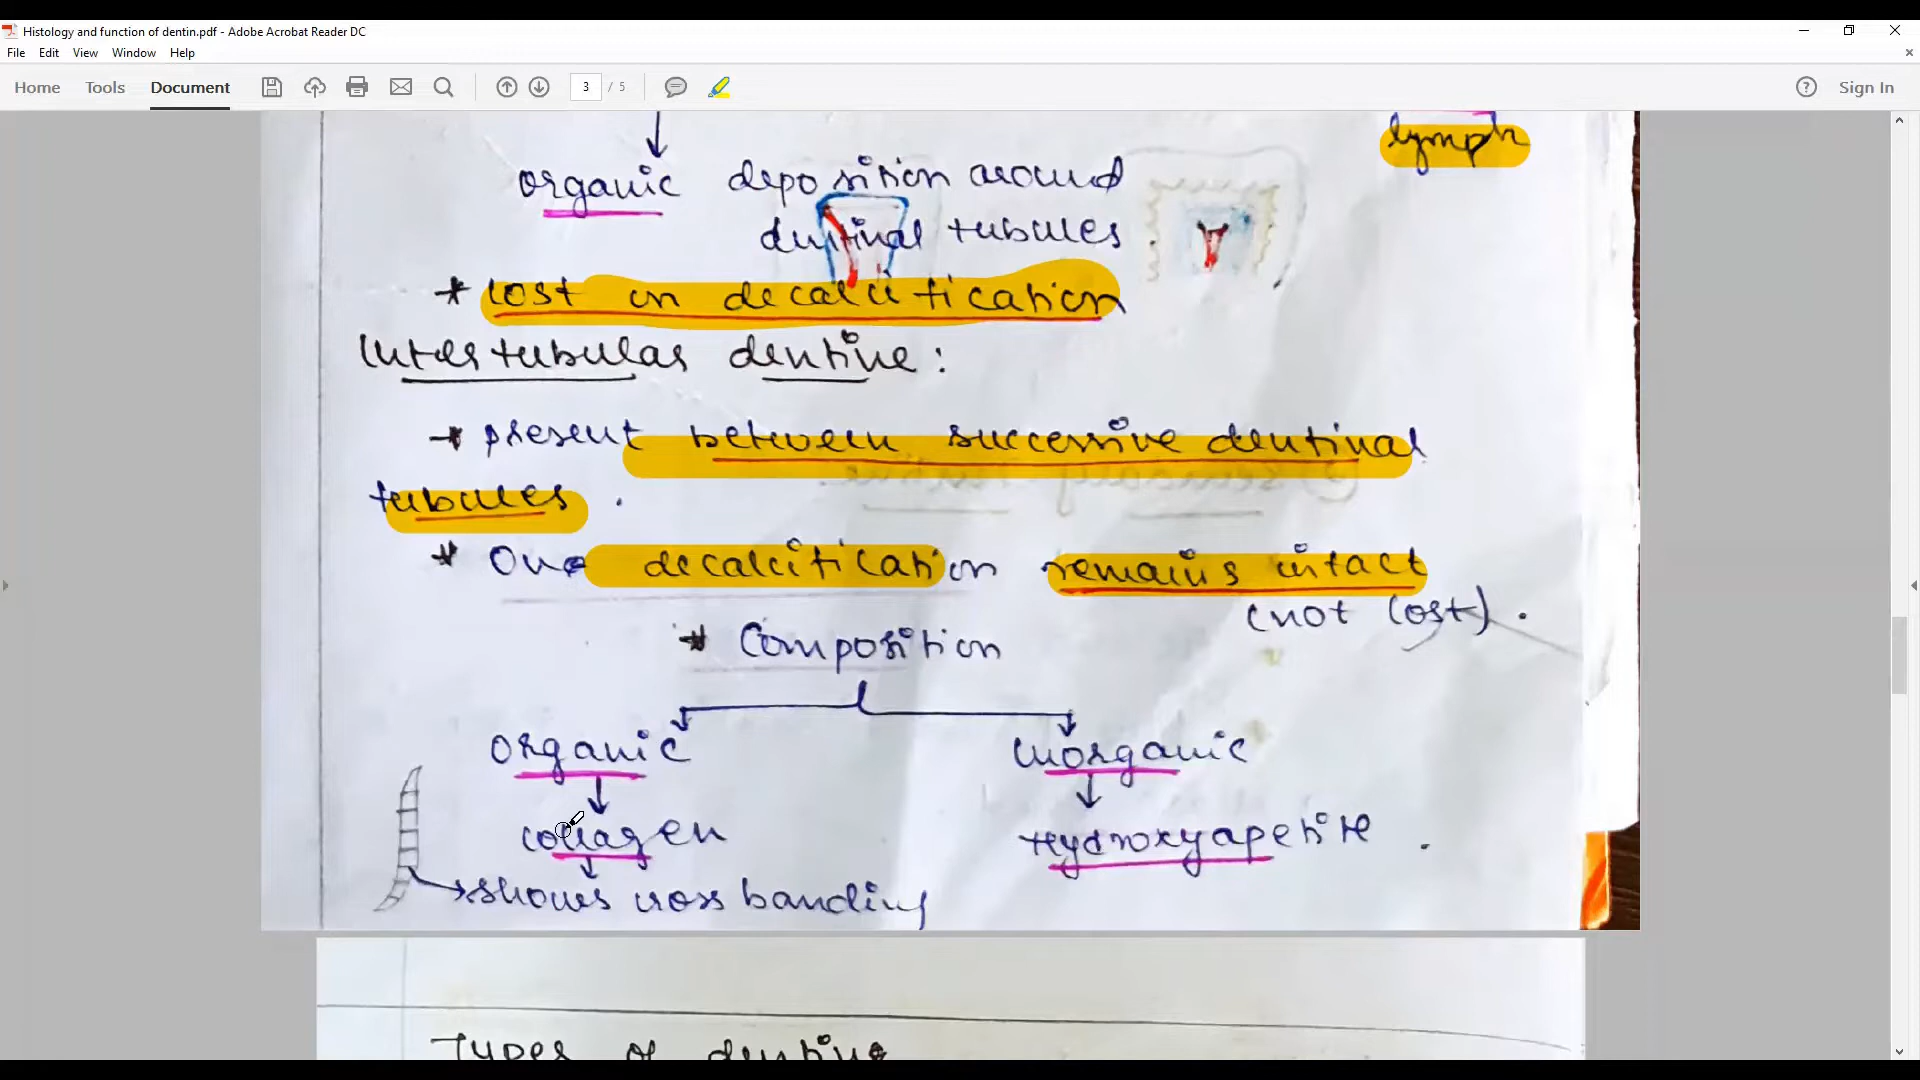 Histology and function of dentin.pdf - Adobe Acrobat Reader DC
File Edit View Window Help
Home Tools Document 3 / 5 Sign In
lymph
organic deposition around
dentinal tubules
* lost on decalcification
Intertubular dentine:
→ present between successive dentinal
tubules .
* On decalcification remains intact
(not lost) .
* Composition
Organic Inorganic
collagen Hydroxyapetite .
shows cross banding
Types of dentine